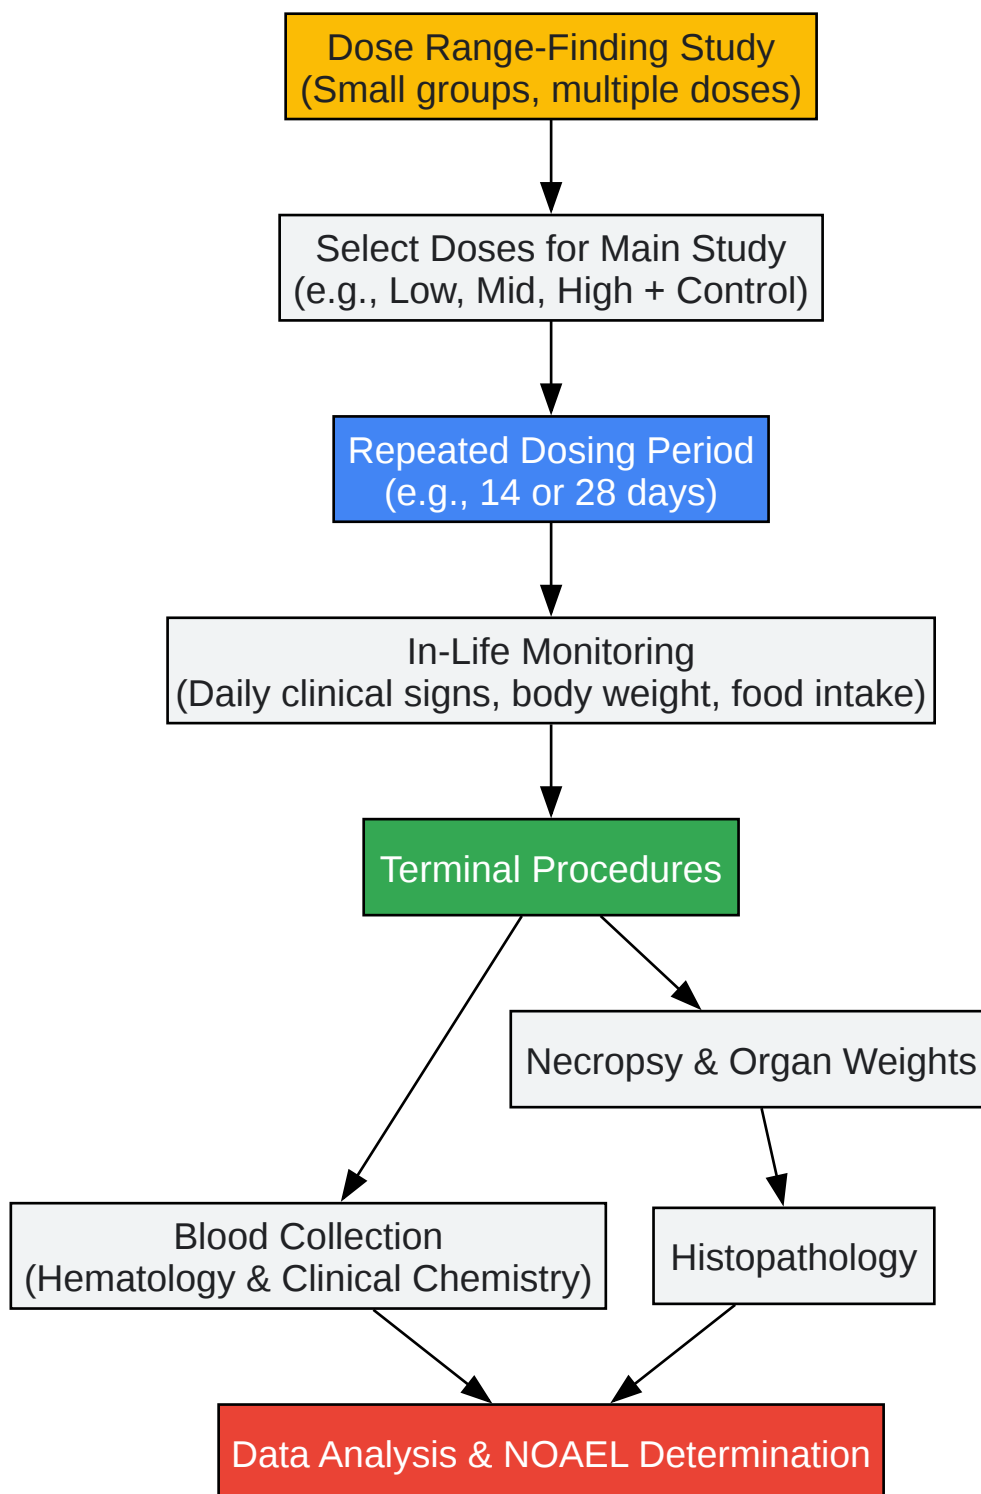 Dose Range-Finding Study
(Small groups, multiple doses)
Select Doses for Main Study
(e.g., Low, Mid, High + Control)
Repeated Dosing Period
(e.g., 14 or 28 days)
In-Life Monitoring
(Daily clinical signs, body weight, food intake)
Terminal Procedures
Necropsy & Organ Weights
Blood Collection
(Hematology & Clinical Chemistry)
Histopathology
Data Analysis & NOAEL Determination